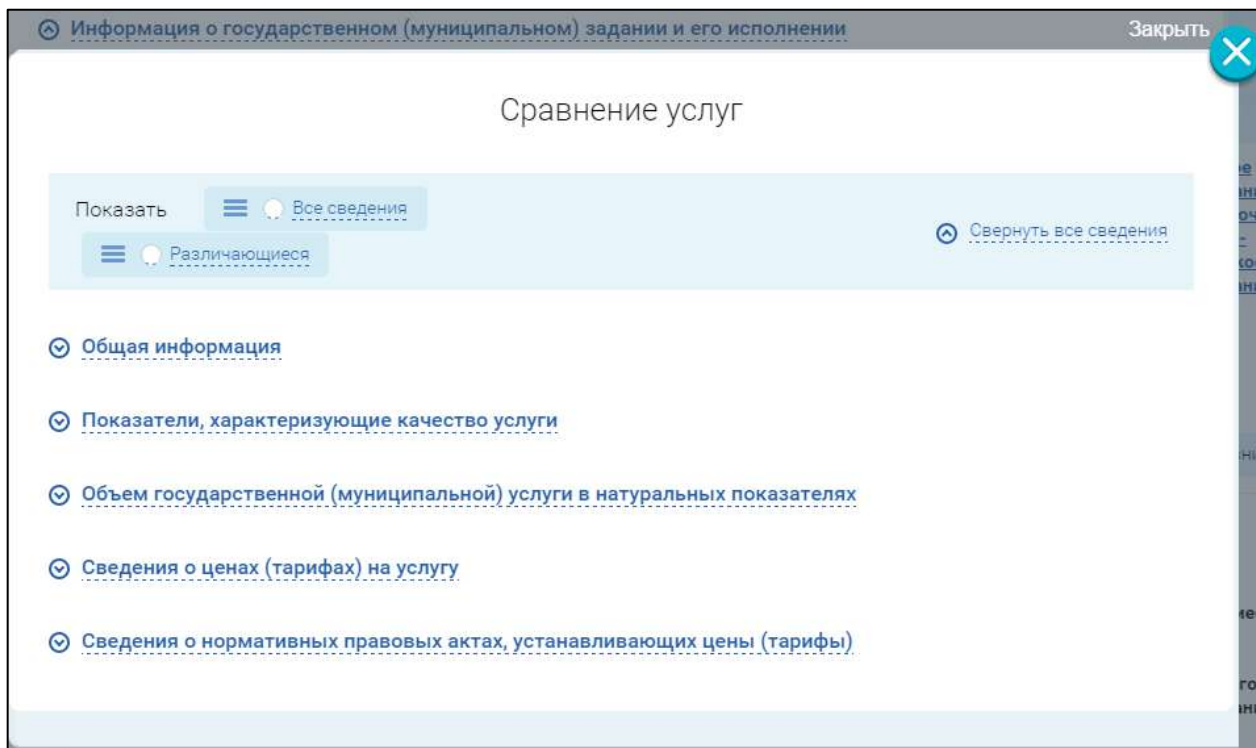 Информация о государственном (муниципальном) задании и его исполнении
Закрыть
Сравнение услуг
Показать
Все сведения
Различающиеся
Свернуть все сведения
Общая информация
Показатели, характеризующие качество услуги
Объем государственной (муниципальной) услуги в натуральных показателях
Сведения о ценах (тарифах) на услугу
Сведения о нормативных правовых актах, устанавливающих цены (тарифы)